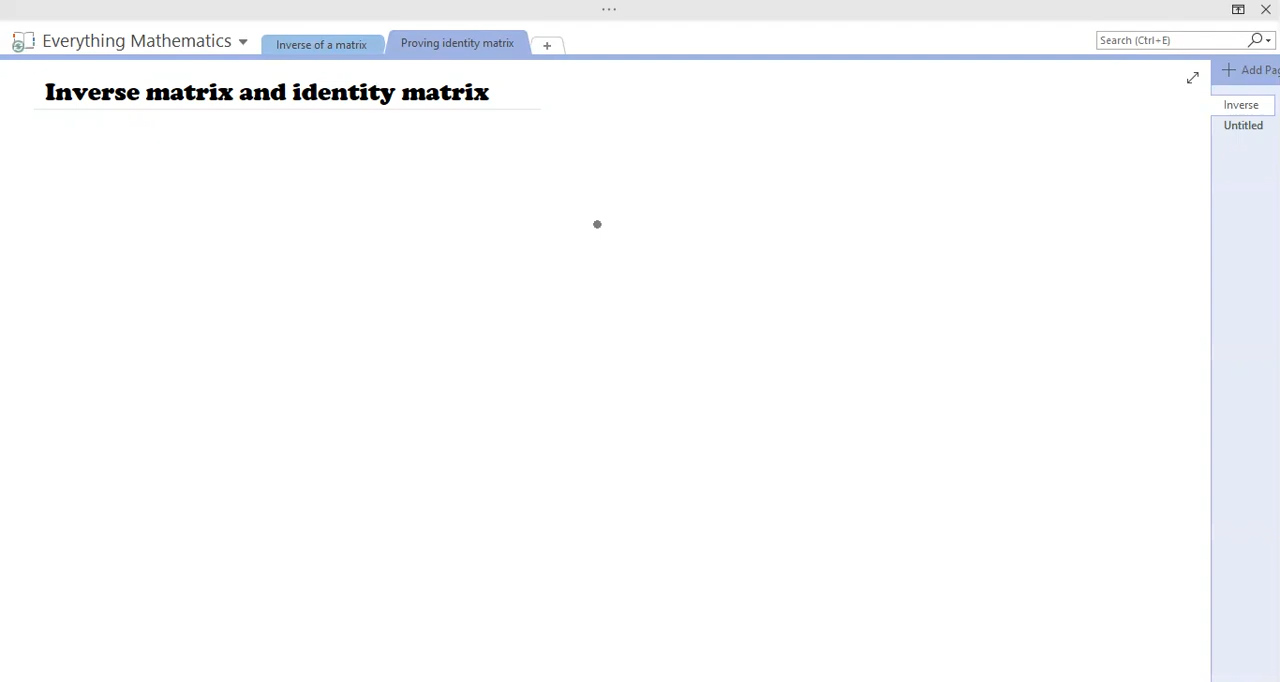 Everything Mathematics
Inverse of a matrix
Proving identity matrix
Search (Ctrl+E)
Inverse matrix and identity matrix
Add Pag
Inverse
Untitled